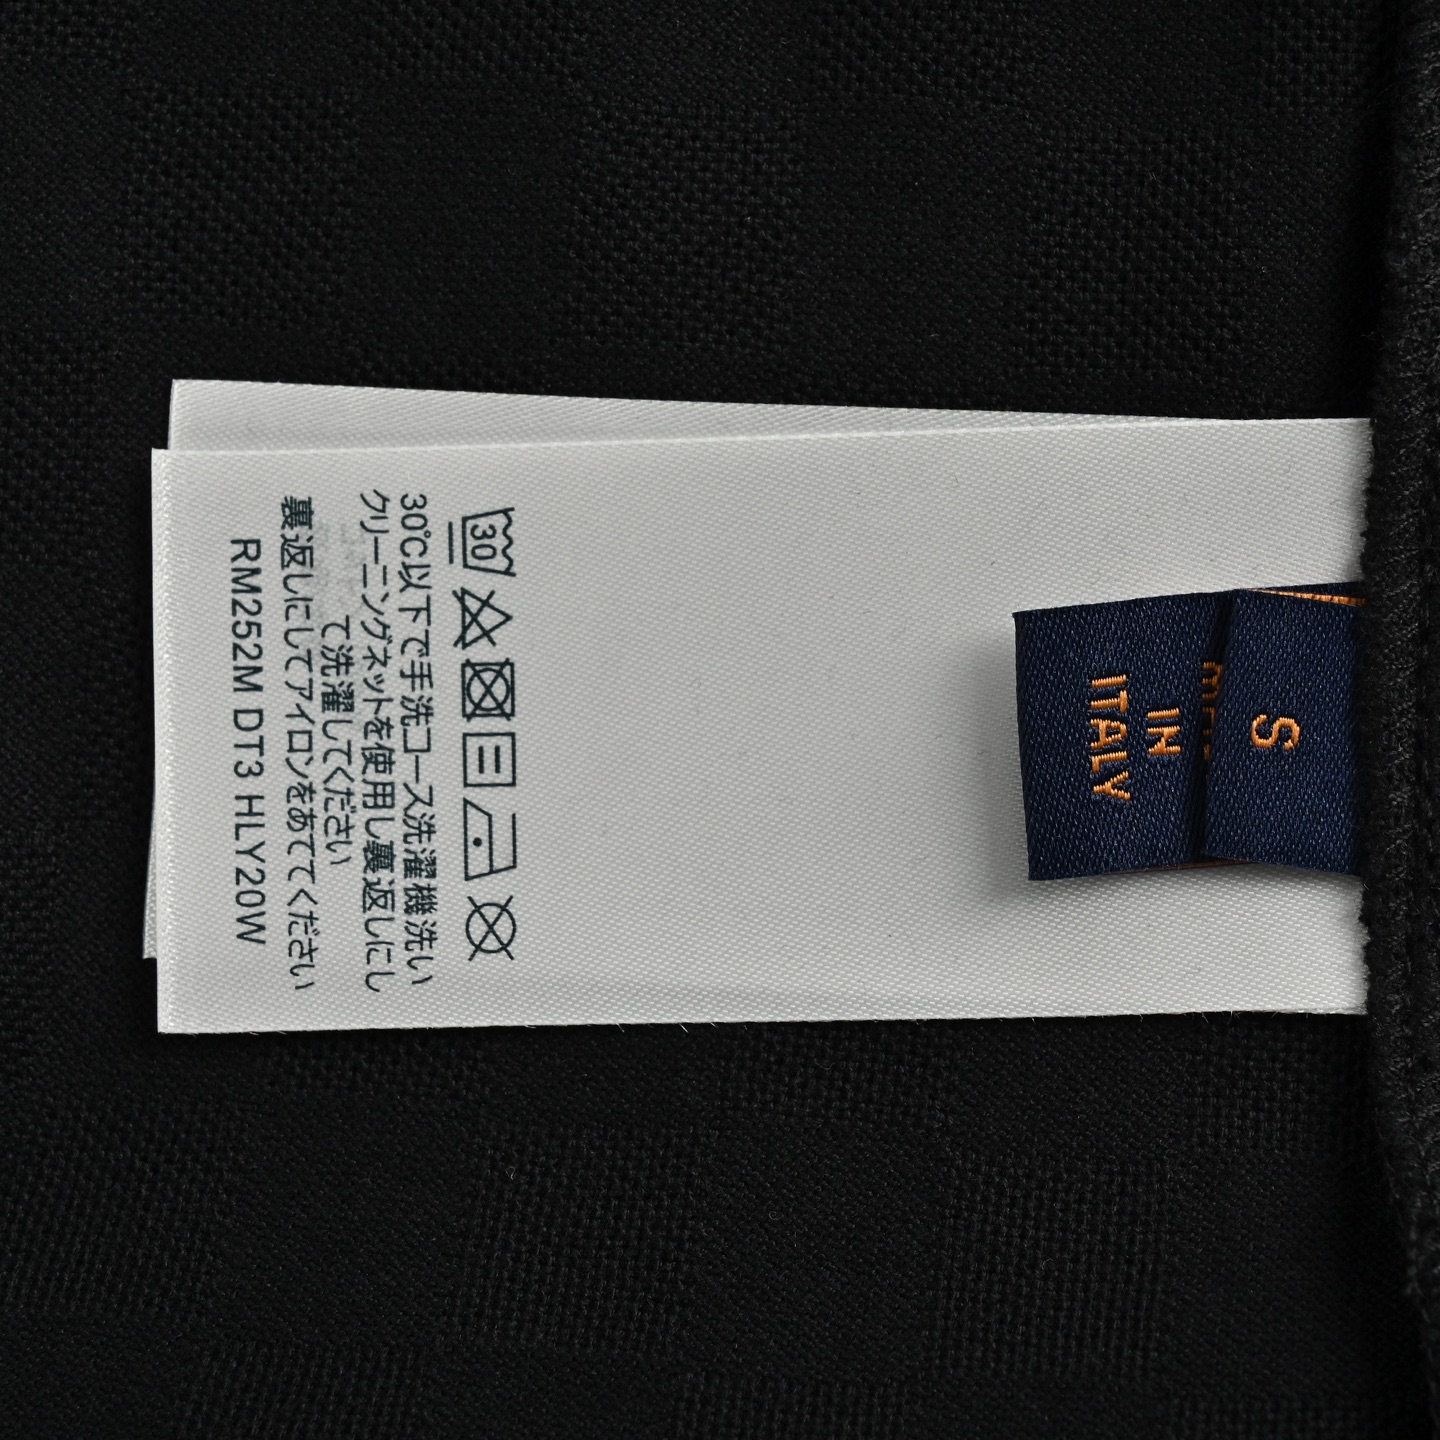 30
30℃以下で手洗コース洗濯機洗い
クリーニングネットを使用し裏返しにし
て洗濯してください
裏返しにしてアイロンをあててください
RM252M DT3 HLY20W
S
IN
ITALY